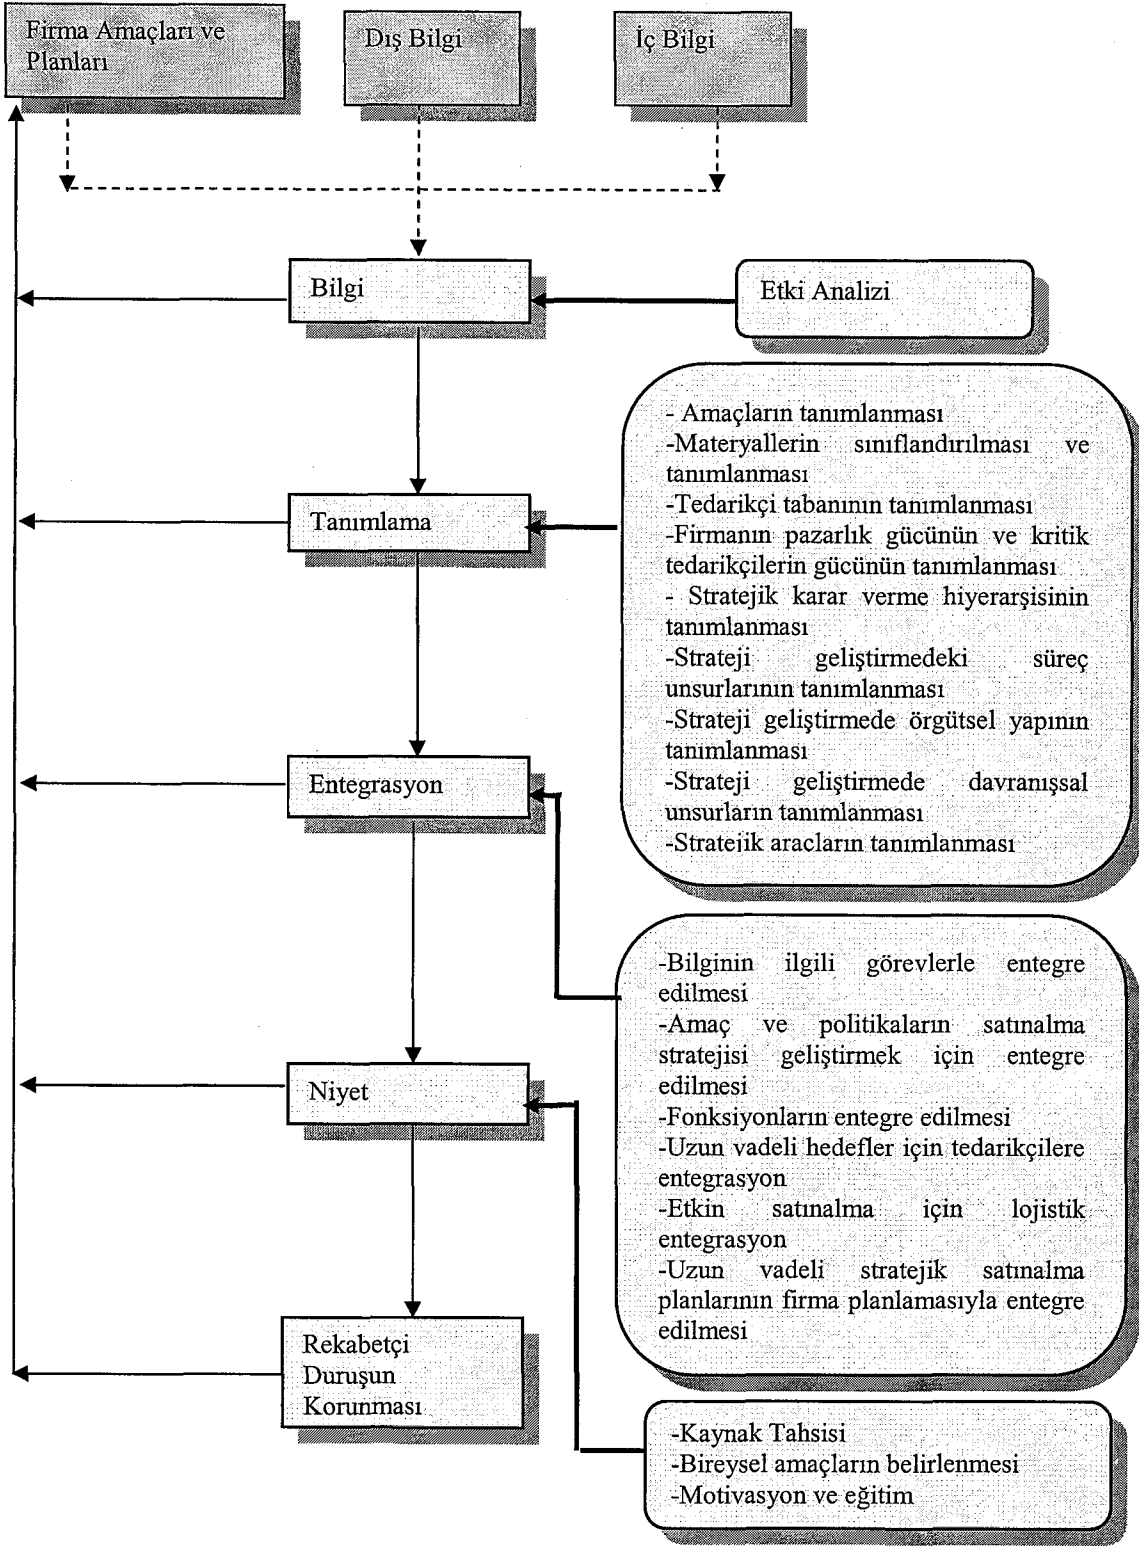 Firma Amaçları ve
Planları
Dış Bilgi
İç Bilgi
Bilgi
Etki Analizi
- Amaçların tanımlanması
-Materyallerin sınıflandırılması ve
tanımlanması
-Tedarikçi tabanının tanımlanması
-Firmanın pazarlık gücünün ve kritik
tedarikçilerin gücünün tanımlanması
- Stratejik karar verme hiyerarşisinin
tanımlanması
-Strateji geliştirmedeki süreç
unsurlarının tanımlanması
-Strateji geliştirmede örgütsel yapının
tanımlanması
-Strateji geliştirmede davranışsal
unsurların tanımlanması
-Stratejik araçların tanımlanması
Tanımlama
Entegrasyon
-Bilginin ilgili görevlerle entegre
edilmesi
-Amaç ve politikaların satınalma
stratejisi geliştirmek için entegre
edilmesi
-Fonksiyonların entegre edilmesi
-Uzun vadeli hedefler için tedarikçilere
entegrasyon
-Etkin satınalma için lojistik
entegrasyon
-Uzun vadeli stratejik satınalma
planlarının firma planlamasıyla entegre
edilmesi
Niyet
Rekabetçi
Duruşun
Korunması
-Kaynak Tahsisi
-Bireysel amaçların belirlenmesi
-Motivasyon ve eğitim